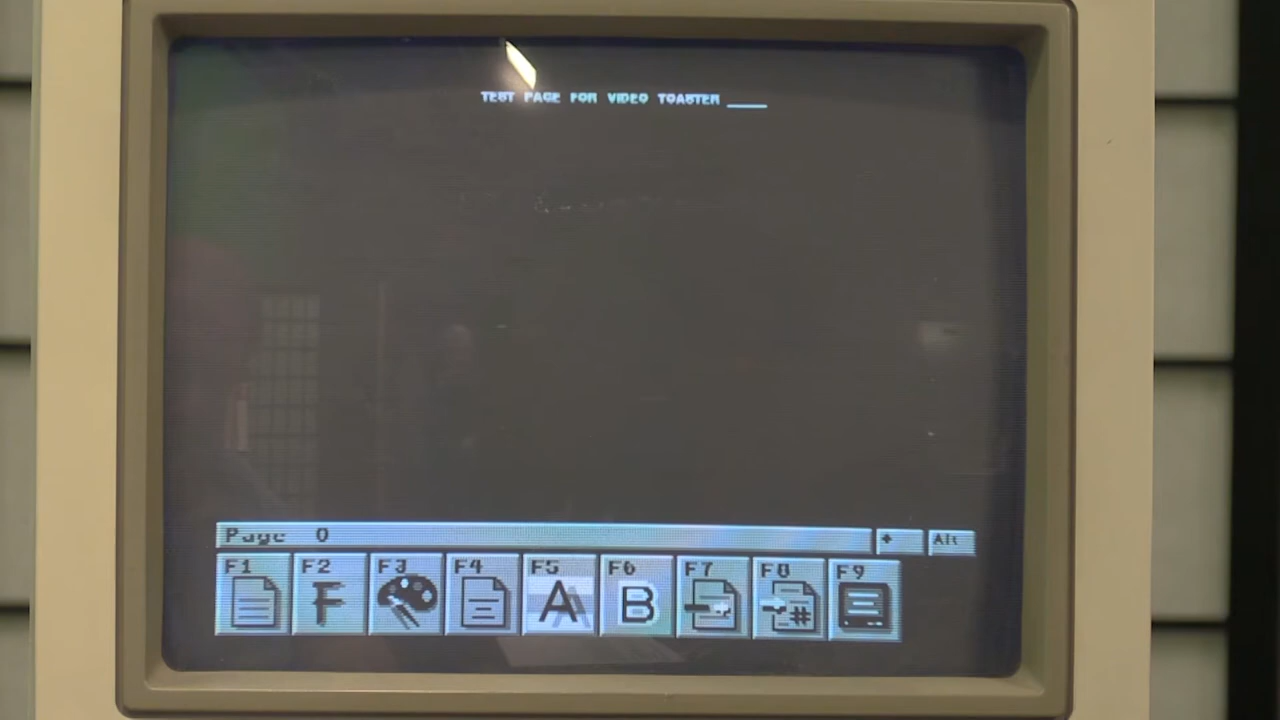 TEST PAGE FOR VIDEO TOASTER
Page 0
Alt
F1 F2 F3 F4 F5 F6 F7 F8 F9
F A B #